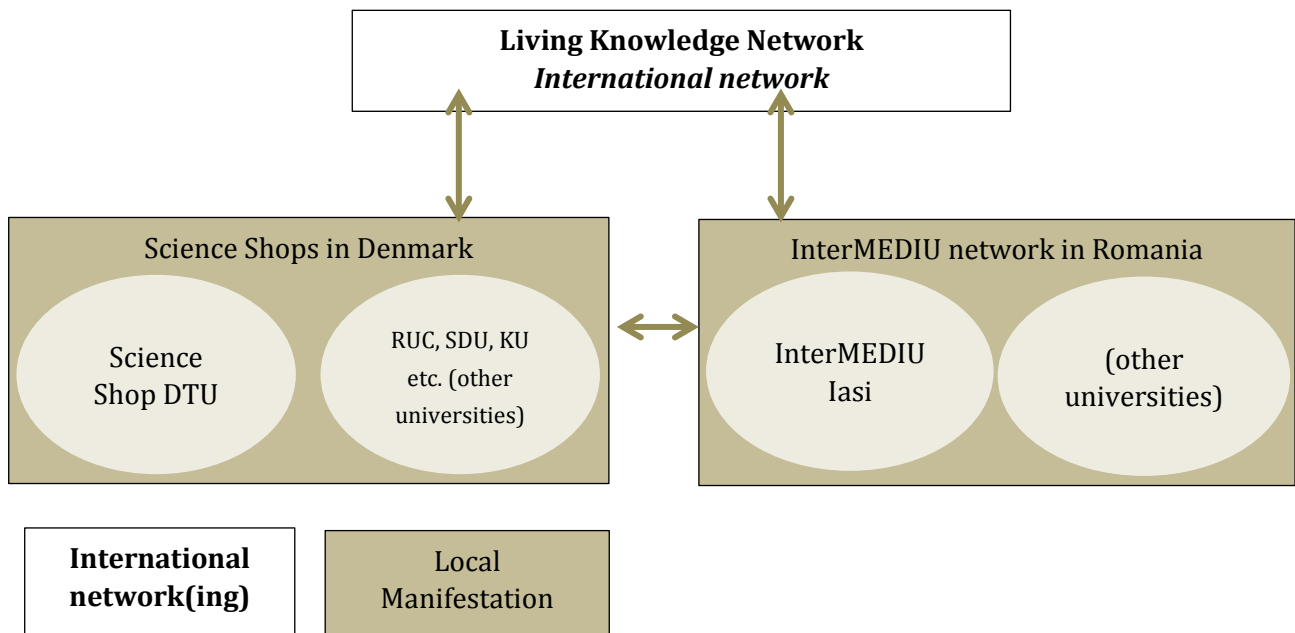 Living Knowledge Network
International network
Science Shops in Denmark
Science
Shop DTU
RUC, SDU, KU
etc. (other
universities)
InterMEDIU network in Romania
InterMEDIU
Iasi
(other
universities)
International
network(ing)
Local
Manifestation